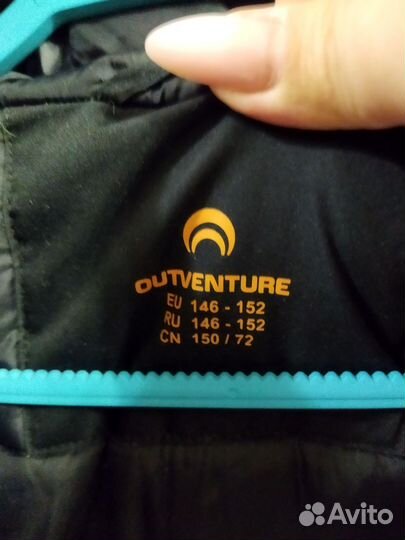 OUTVENTURE
EU 146 - 152
RU 146 - 152
CN 150 / 72
Avito